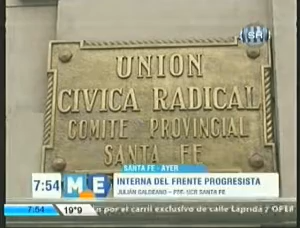 UNION
CIVICA RADICAL
COMITE PROVINCIAL
SANTA FE
SANTA FE - AYER
7:54 INTERNA DEL FRENTE PROGRESISTA
JULIÁN GALDEANO - PTE. UCR SANTA FE
7:54 19°9 n por el carril exclusivo de calle Laprida